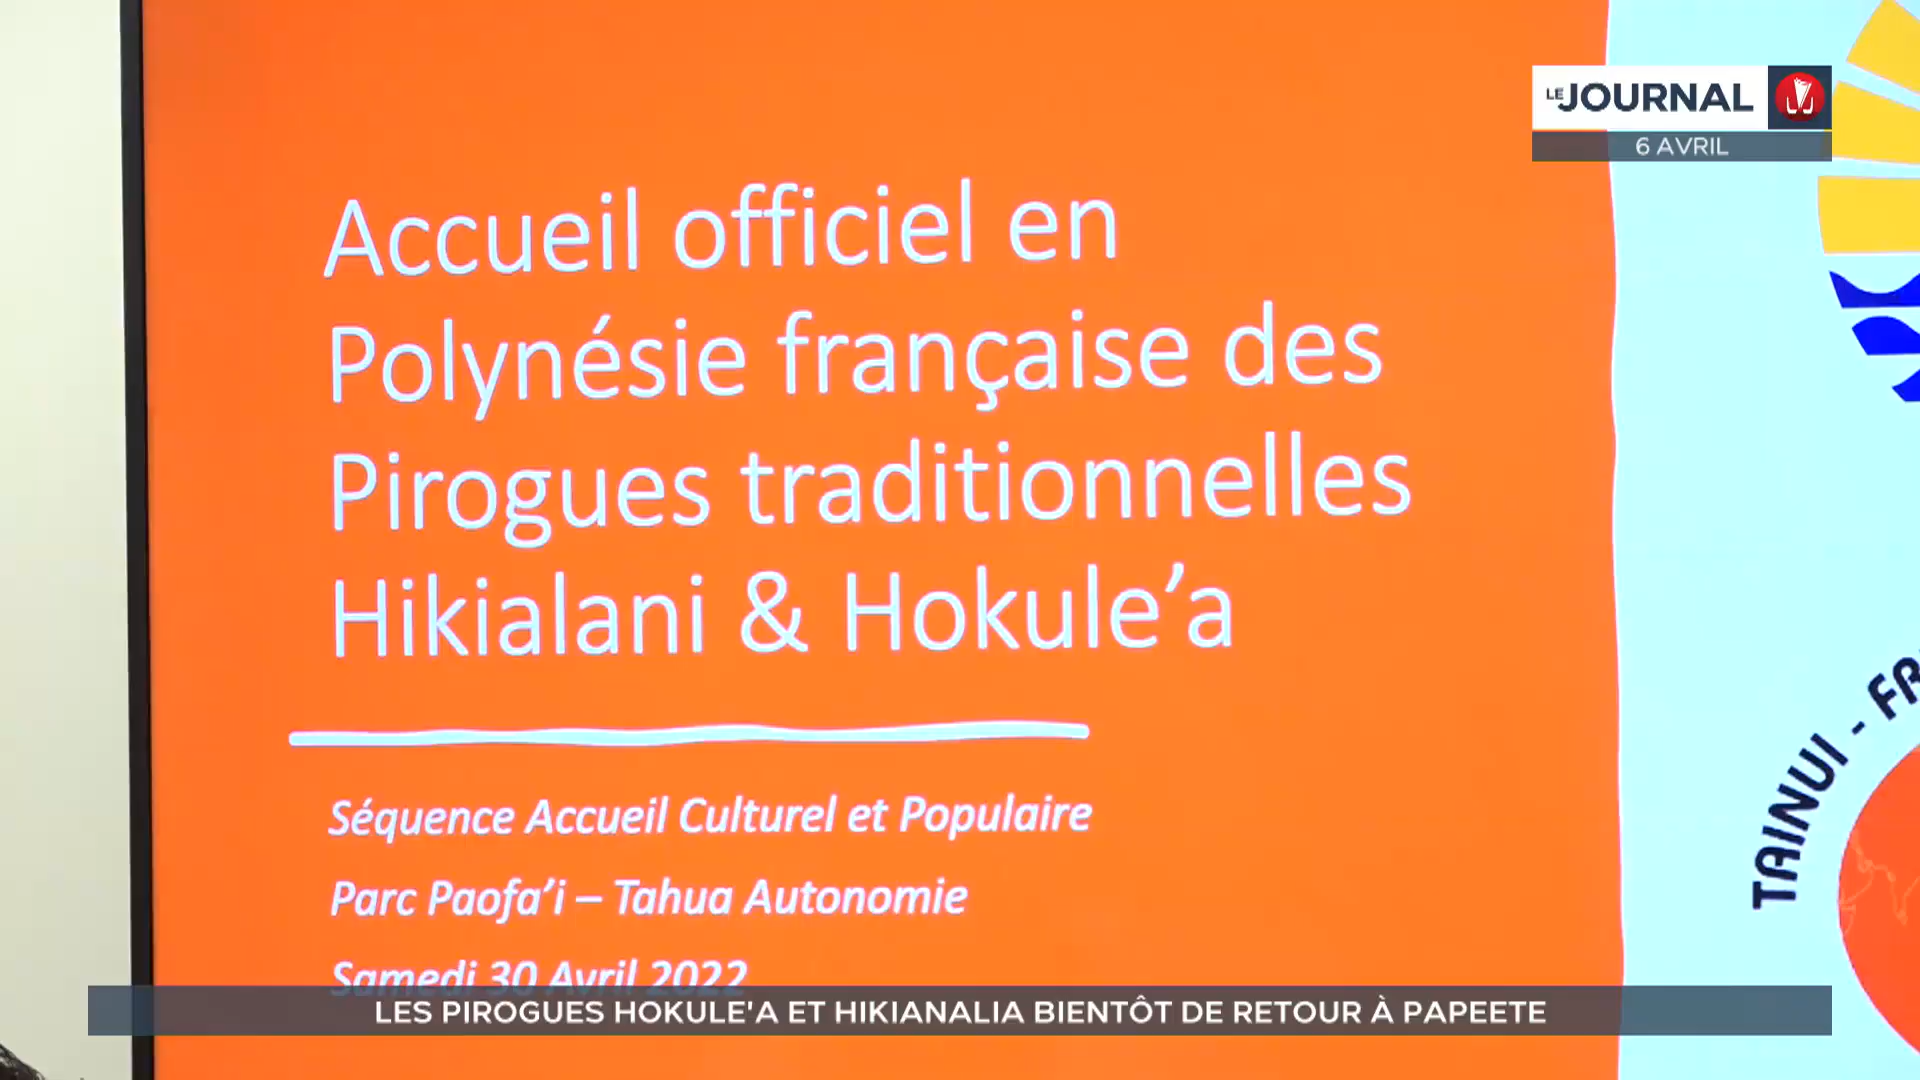 LE JOURNAL
6 AVRIL
Accueil officiel en
Polynésie française des
Pirogues traditionnelles
Hikialani & Hokule’a
Séquence Accueil Culturel et Populaire
Parc Paofa’i – Tahua Autonomie
Samedi 30 Avril 2022
TAINUI - FR
LES PIROGUES HOKULE'A ET HIKIANALIA BIENTÔT DE RETOUR À PAPEETE